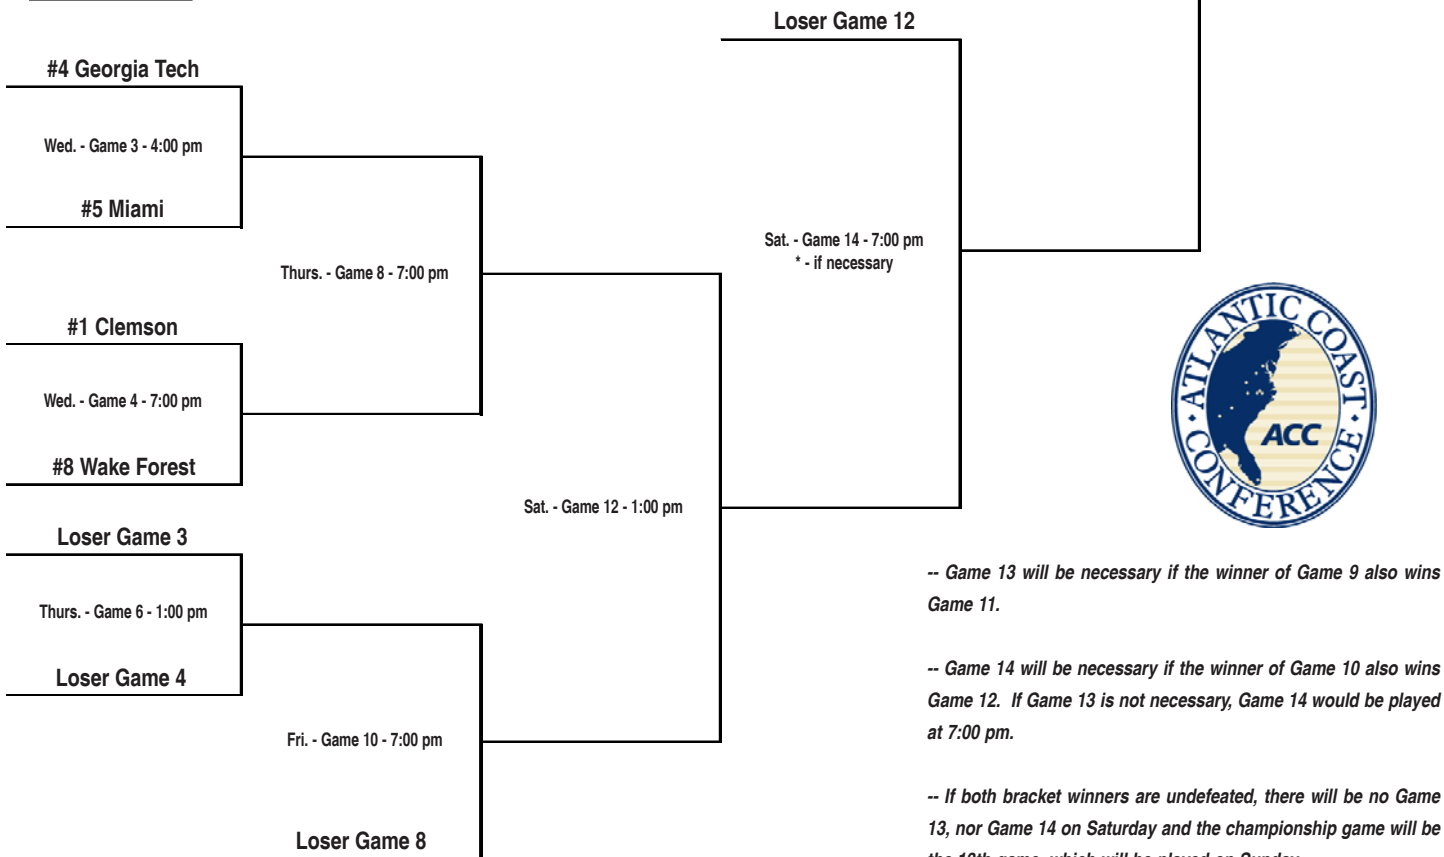 Loser Game 12
#4 Georgia Tech
Wed. - Game 3 - 4:00 pm
#5 Miami
Sat. - Game 14 - 7:00 pm
* - if necessary
Thurs. - Game 8 - 7:00 pm
#1 Clemson
Wed. - Game 4 - 7:00 pm
#8 Wake Forest
Sat. - Game 12 - 1:00 pm
Loser Game 3
Thurs. - Game 6 - 1:00 pm
Loser Game 4
Fri. - Game 10 - 7:00 pm
Loser Game 8
ATLANTIC COAST
CONFERENCE
ACC
-- Game 13 will be necessary if the winner of Game 9 also wins
Game 11.
-- Game 14 will be necessary if the winner of Game 10 also wins
Game 12. If Game 13 is not necessary, Game 14 would be played
at 7:00 pm.
-- If both bracket winners are undefeated, there will be no Game
13, nor Game 14 on Saturday and the championship game will be